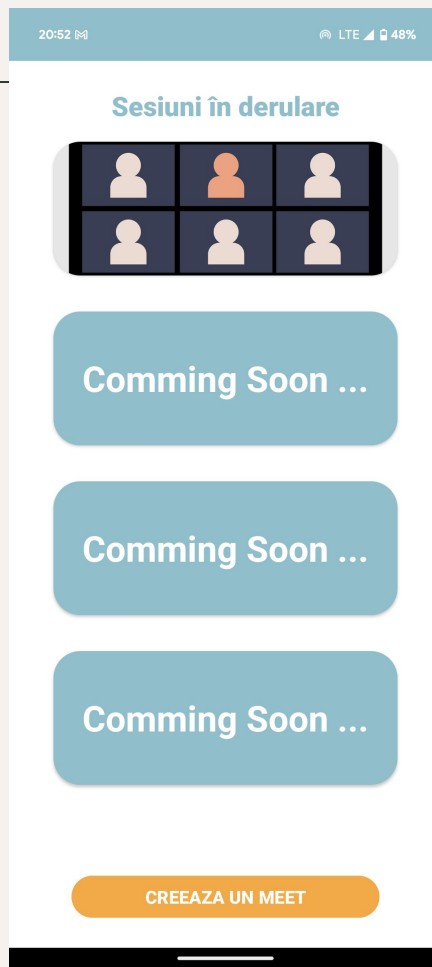 20:52 LTE 48%
Sesiuni în derulare
Comming Soon ...
Comming Soon ...
Comming Soon ...
CREEAZA UN MEET